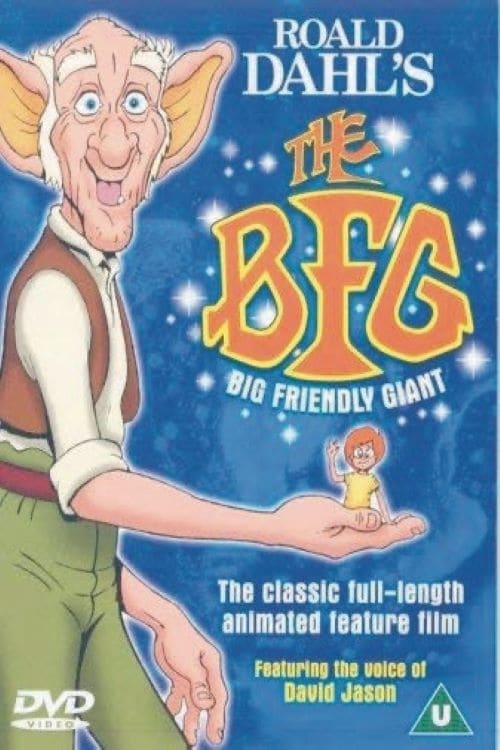 ROALD
DAHL'S
THE
BFG
BIG FRIENDLY GIANT
The classic full-length
animated feature film
Featuring the voice of
David Jason
DVD
VIDEO
U